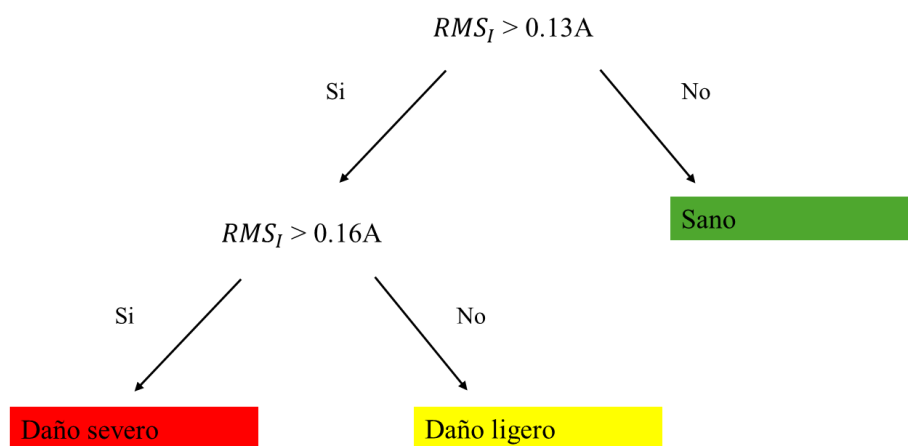 RMS_I > 0.13A
Si
No
Sano
RMS_I > 0.16A
Si
No
Daño severo
Daño ligero